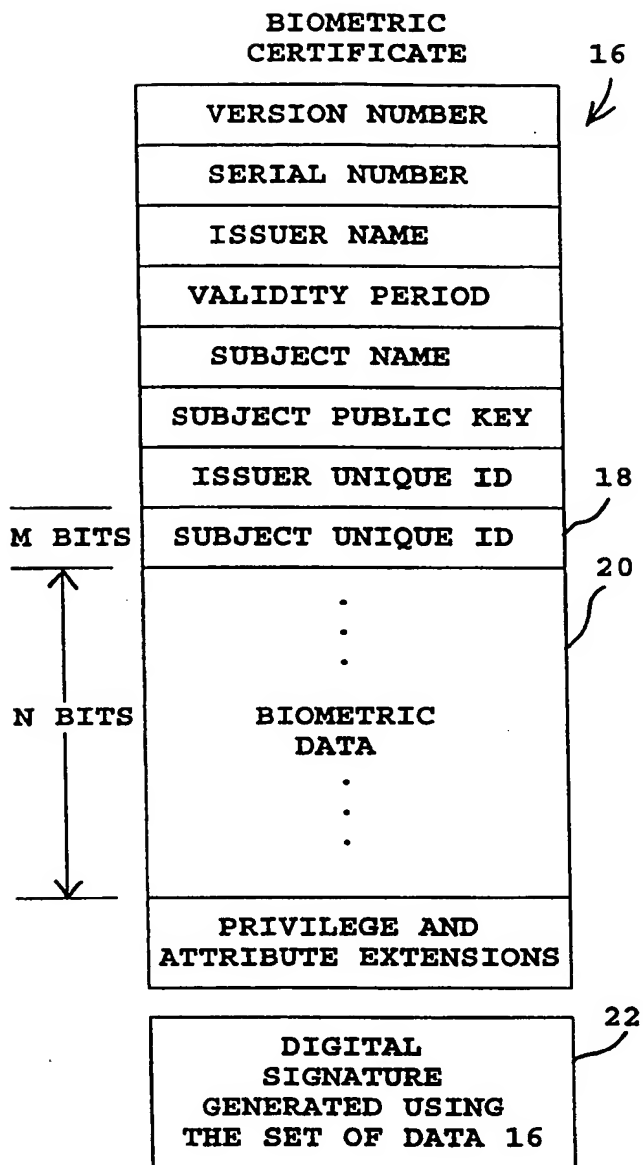 BIOMETRIC
CERTIFICATE
16
VERSION NUMBER
SERIAL NUMBER
ISSUER NAME
VALIDITY PERIOD
SUBJECT NAME
SUBJECT PUBLIC KEY
ISSUER UNIQUE ID
18
M BITS
SUBJECT UNIQUE ID
20
N BITS
BIOMETRIC
DATA
PRIVILEGE AND
ATTRIBUTE EXTENSIONS
22
DIGITAL
SIGNATURE
GENERATED USING
THE SET OF DATA 16